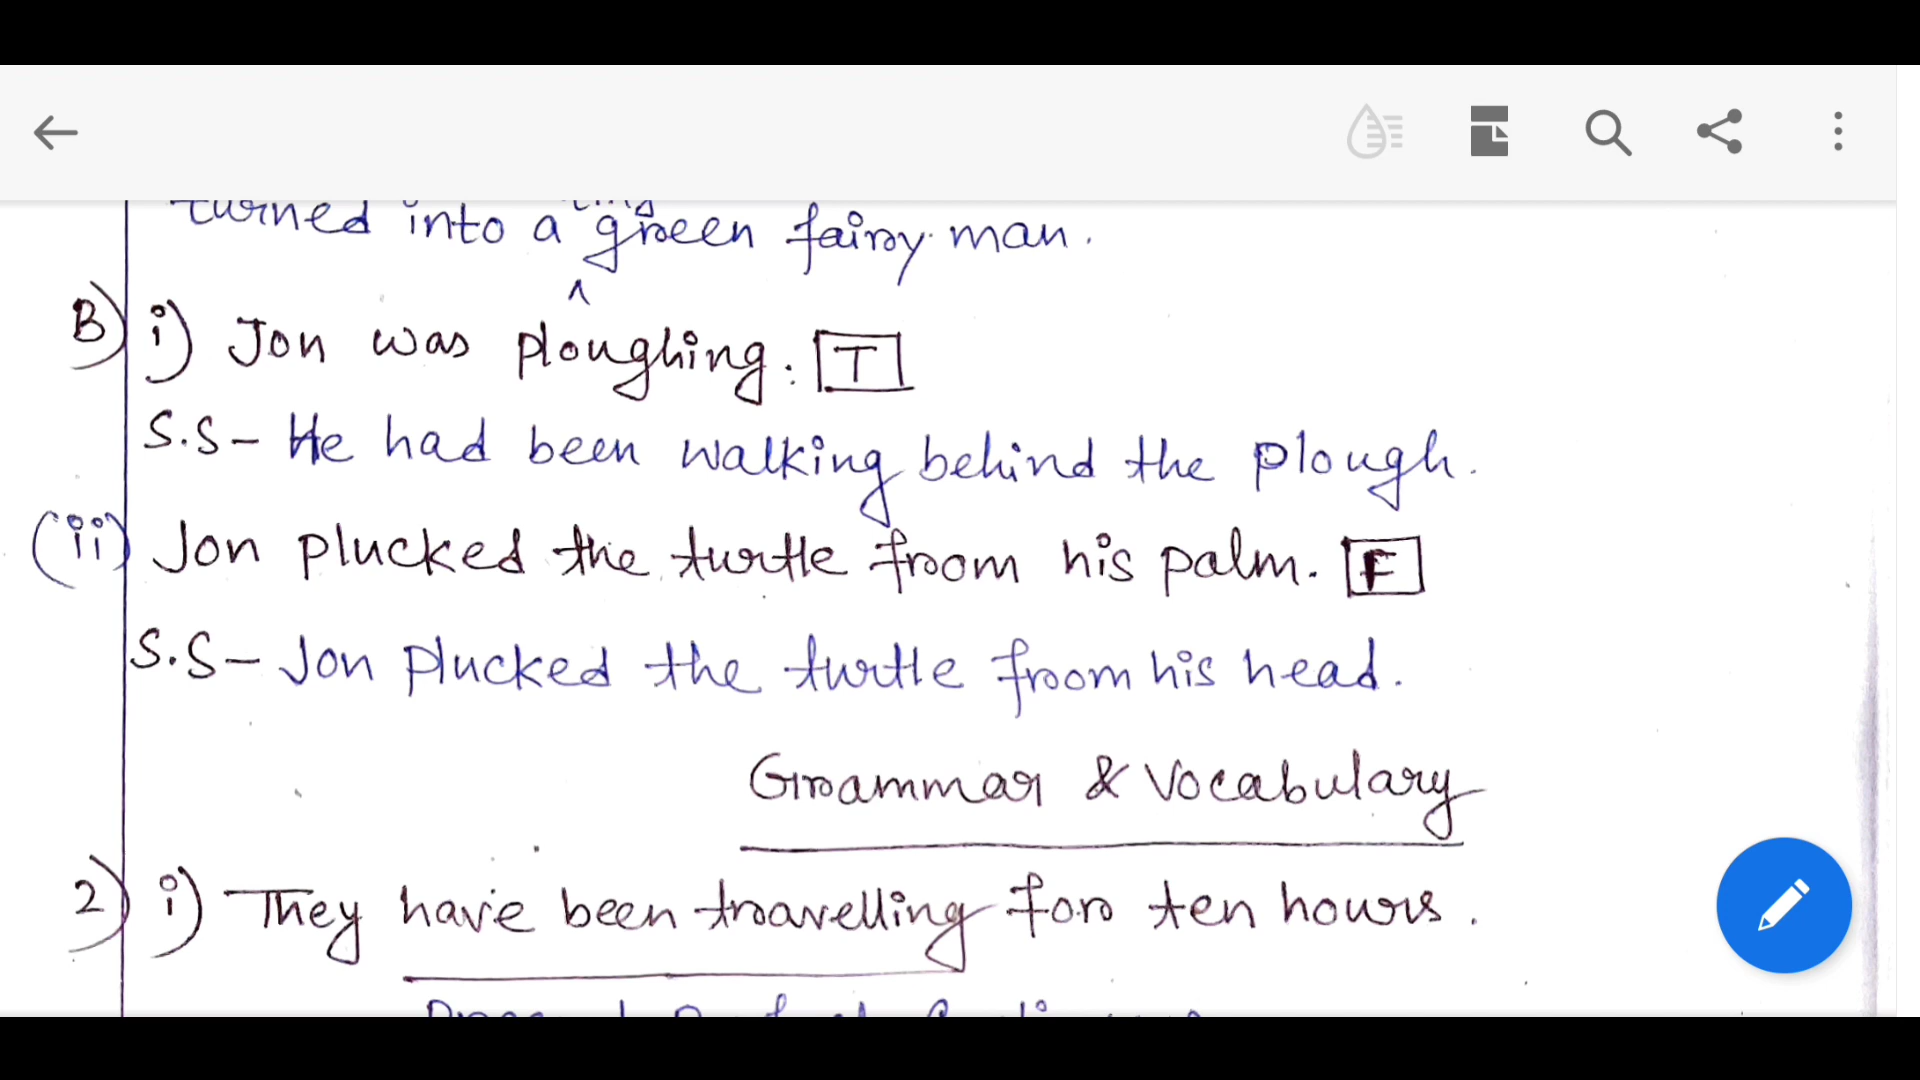 turned into a tiny green fairy man.
B) i) Jon was ploughing. T
S.S- He had been walking behind the plough.
(ii) Jon plucked the turtle from his palm. F
S.S- Jon plucked the turtle from his head.
Grammar & Vocabulary
2) i) They have been travelling for ten hours.